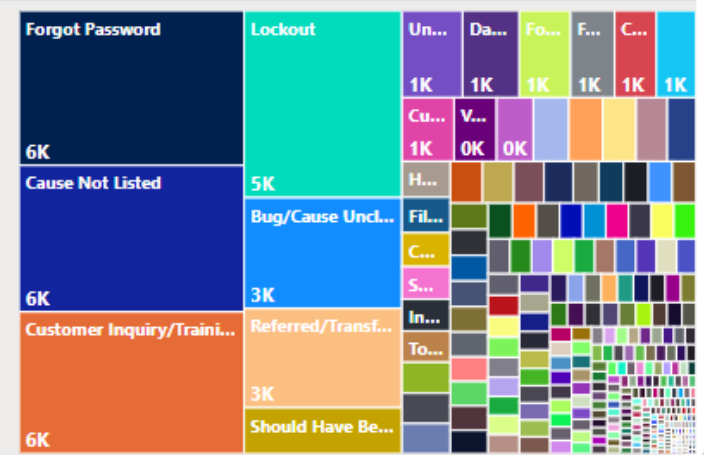 Forgot Password
6K
Cause Not Listed
6K
Customer Inquiry/Traini...
6K
Lockout
5K
Bug/Cause Uncl...
3K
Referred/Transf...
3K
Should Have Be...
Un...
1K
Da...
1K
Fo...
1K
F...
1K
C...
1K
1K
Cu...
1K
V...
0K
0K
H...
Fil...
C...
S...
In...
To...